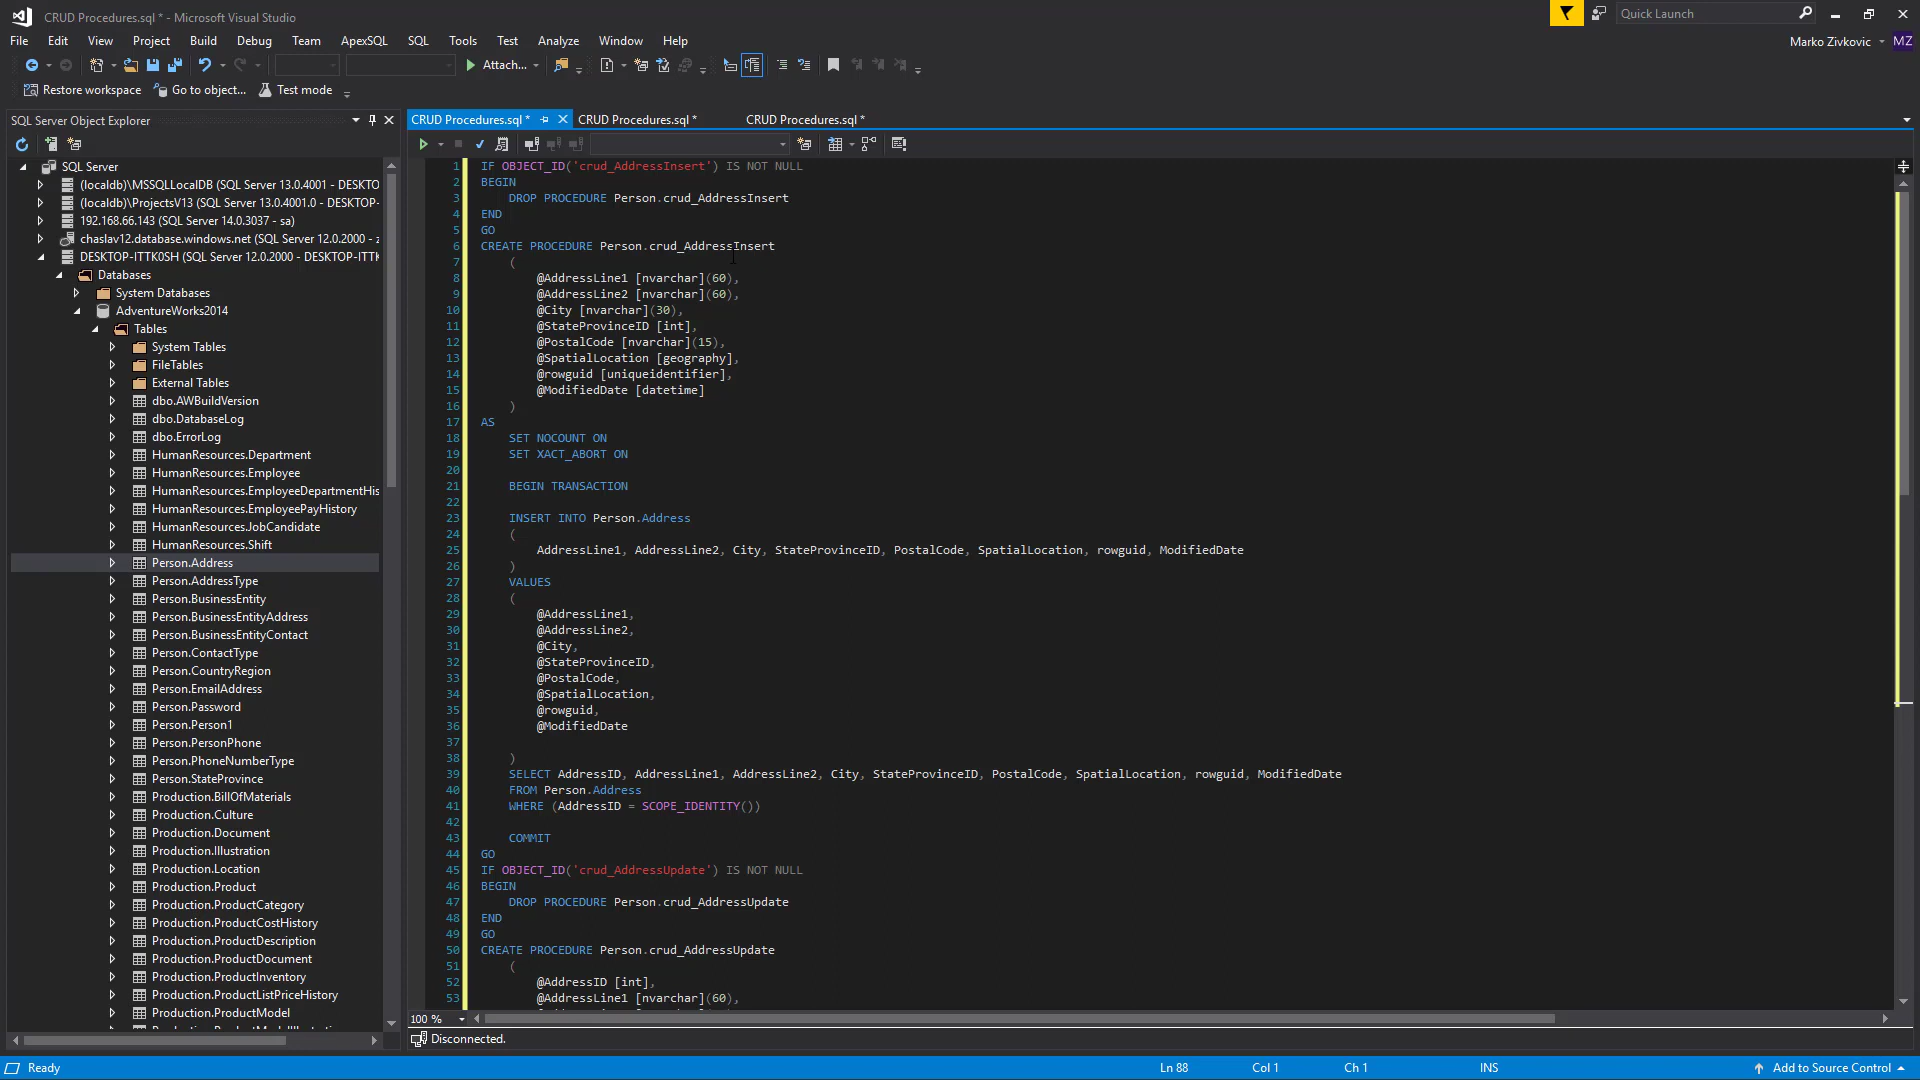 CRUD Procedures.sql * - Microsoft Visual Studio
Quick Launch
File Edit View Project Build Debug Team ApexSQL SQL Tools Test Analyze Window Help
Marko Zivkovic MZ
Attach...
Restore workspace Go to object... Test mode
SQL Server Object Explorer
CRUD Procedures.sql * CRUD Procedures.sql * CRUD Procedures.sql *
SQL Server
(localdb)\MSSQLLocalDB (SQL Server 13.0.4001 - DESKTO
(localdb)\ProjectsV13 (SQL Server 13.0.4001.0 - DESKTOP-
192.168.66.143 (SQL Server 14.0.3037 - sa)
chaslav12.database.windows.net (SQL Server 12.0.2000 - z
DESKTOP-ITTK0SH (SQL Server 12.0.2000 - DESKTOP-ITTK
Databases
System Databases
AdventureWorks2014
Tables
System Tables
FileTables
External Tables
dbo.AWBuildVersion
dbo.DatabaseLog
dbo.ErrorLog
HumanResources.Department
HumanResources.Employee
HumanResources.EmployeeDepartmentHis
HumanResources.EmployeePayHistory
HumanResources.JobCandidate
HumanResources.Shift
Person.Address
Person.AddressType
Person.BusinessEntity
Person.BusinessEntityAddress
Person.BusinessEntityContact
Person.ContactType
Person.CountryRegion
Person.EmailAddress
Person.Password
Person.Person1
Person.PersonPhone
Person.PhoneNumberType
Person.StateProvince
Production.BillOfMaterials
Production.Culture
Production.Document
Production.Illustration
Production.Location
Production.Product
Production.ProductCategory
Production.ProductCostHistory
Production.ProductDescription
Production.ProductDocument
Production.ProductInventory
Production.ProductListPriceHistory
Production.ProductModel
1 IF OBJECT_ID('crud_AddressInsert') IS NOT NULL
2 BEGIN
3 DROP PROCEDURE Person.crud_AddressInsert
4 END
5 GO
6 CREATE PROCEDURE Person.crud_AddressInsert
7 (
8 @AddressLine1 [nvarchar](60),
9 @AddressLine2 [nvarchar](60),
10 @City [nvarchar](30),
11 @StateProvinceID [int],
12 @PostalCode [nvarchar](15),
13 @SpatialLocation [geography],
14 @rowguid [uniqueidentifier],
15 @ModifiedDate [datetime]
16 )
17 AS
18 SET NOCOUNT ON
19 SET XACT_ABORT ON
20
21 BEGIN TRANSACTION
22
23 INSERT INTO Person.Address
24 (
25 AddressLine1, AddressLine2, City, StateProvinceID, PostalCode, SpatialLocation, rowguid, ModifiedDate
26 )
27 VALUES
28 (
29 @AddressLine1,
30 @AddressLine2,
31 @City,
32 @StateProvinceID,
33 @PostalCode,
34 @SpatialLocation,
35 @rowguid,
36 @ModifiedDate
37
38 )
39 SELECT AddressID, AddressLine1, AddressLine2, City, StateProvinceID, PostalCode, SpatialLocation, rowguid, ModifiedDate
40 FROM Person.Address
41 WHERE (AddressID = SCOPE_IDENTITY())
42
43 COMMIT
44 GO
45 IF OBJECT_ID('crud_AddressUpdate') IS NOT NULL
46 BEGIN
47 DROP PROCEDURE Person.crud_AddressUpdate
48 END
49 GO
50 CREATE PROCEDURE Person.crud_AddressUpdate
51 (
52 @AddressID [int],
53 @AddressLine1 [nvarchar](60),
100 %
Disconnected.
Ready Ln 88 Col 1 Ch 1 INS Add to Source Control